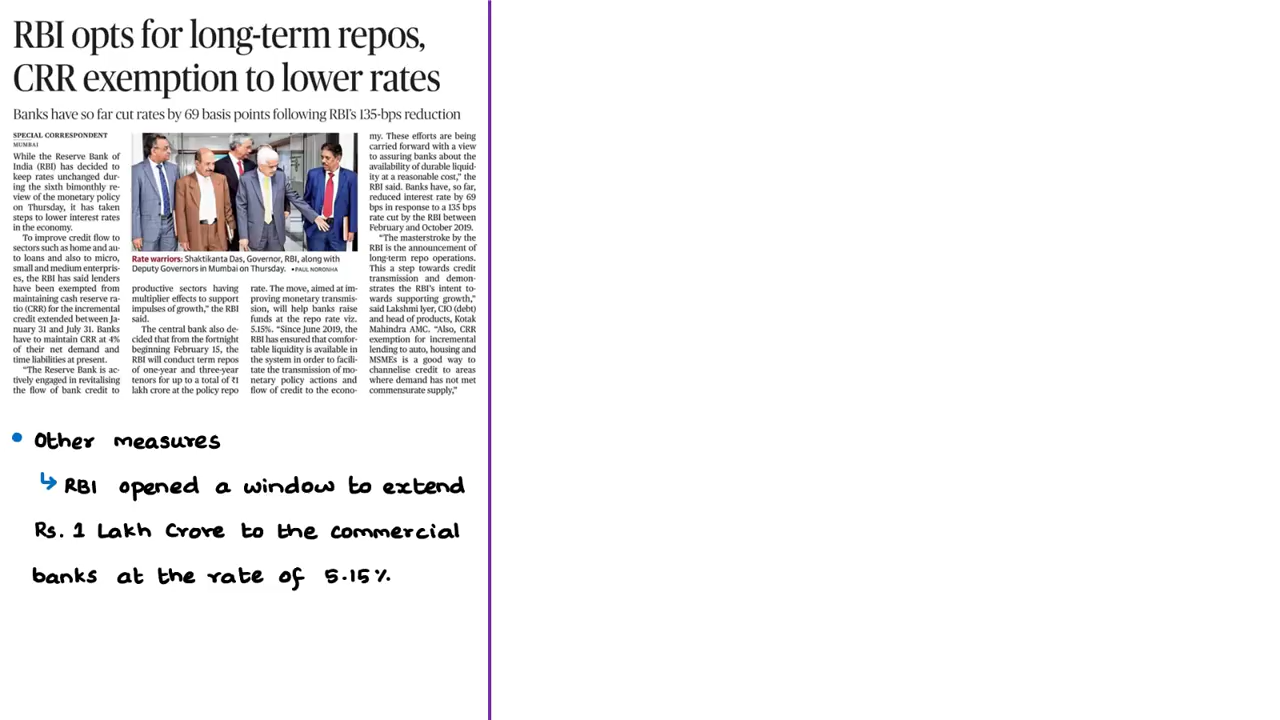 RBI opts for long-term repos,
CRR exemption to lower rates
Banks have so far cut rates by 69 basis points following RBI's 135-bps reduction
SPECIAL CORRESPONDENT
MUMBAI
While the Reserve Bank of
India (RBI) has decided to
keep rates unchanged dur-
ing the sixth bimonthly re-
view of the monetary policy
on Thursday, it has taken
steps to lower interest rates
in the economy.
To improve credit flow to
sectors such as home and au-
to loans and also to micro,
small and medium enterpris-
es, the RBI has said lenders
have been exempted from
maintaining cash reserve ra-
tio (CRR) for the incremental
credit extended between Ja-
nuary 31 and July 31. Banks
have to maintain CRR at 4%
of their net demand and
time liabilities at present.
"The Reserve Bank is ac-
tively engaged in revitalising
the flow of bank credit to
Rate warriors: Shaktikanta Das, Governor, RBI, along with
Deputy Governors in Mumbai on Thursday. •PAUL NORONHA
productive sectors having
multiplier effects to support
impulses of growth," the RBI
said.
The central bank also de-
cided that from the fortnight
beginning February 15, the
RBI will conduct term repos
of one-year and three-year
tenors for up to a total of ₹1
lakh crore at the policy repo
rate. The move, aimed at im-
proving monetary transmis-
sion, will help banks raise
funds at the repo rate viz.
5.15%. "Since June 2019, the
RBI has ensured that comfor-
table liquidity is available in
the system in order to facili-
tate the transmission of mo-
netary policy actions and
flow of credit to the econo-
my. These efforts are being
carried forward with a view
to assuring banks about the
availability of durable liquid-
ity at a reasonable cost," the
RBI said. Banks have, so far,
reduced interest rate by 69
bps in response to a 135 bps
rate cut by the RBI between
February and October 2019.
"The masterstroke by the
RBI is the announcement of
long-term repo operations.
This a step towards credit
transmission and demon-
strates the RBI's intent to-
wards supporting growth,"
said Lakshmi Iyer, CIO (debt)
and head of products, Kotak
Mahindra AMC. "Also, CRR
exemption for incremental
lending to auto, housing and
MSMEs is a good way to
channelise credit to areas
where demand has not met
commensurate supply,"
• Other measures
↳ RBI opened a window to extend
Rs. 1 Lakh Crore to the commercial
banks at the rate of 5.15%